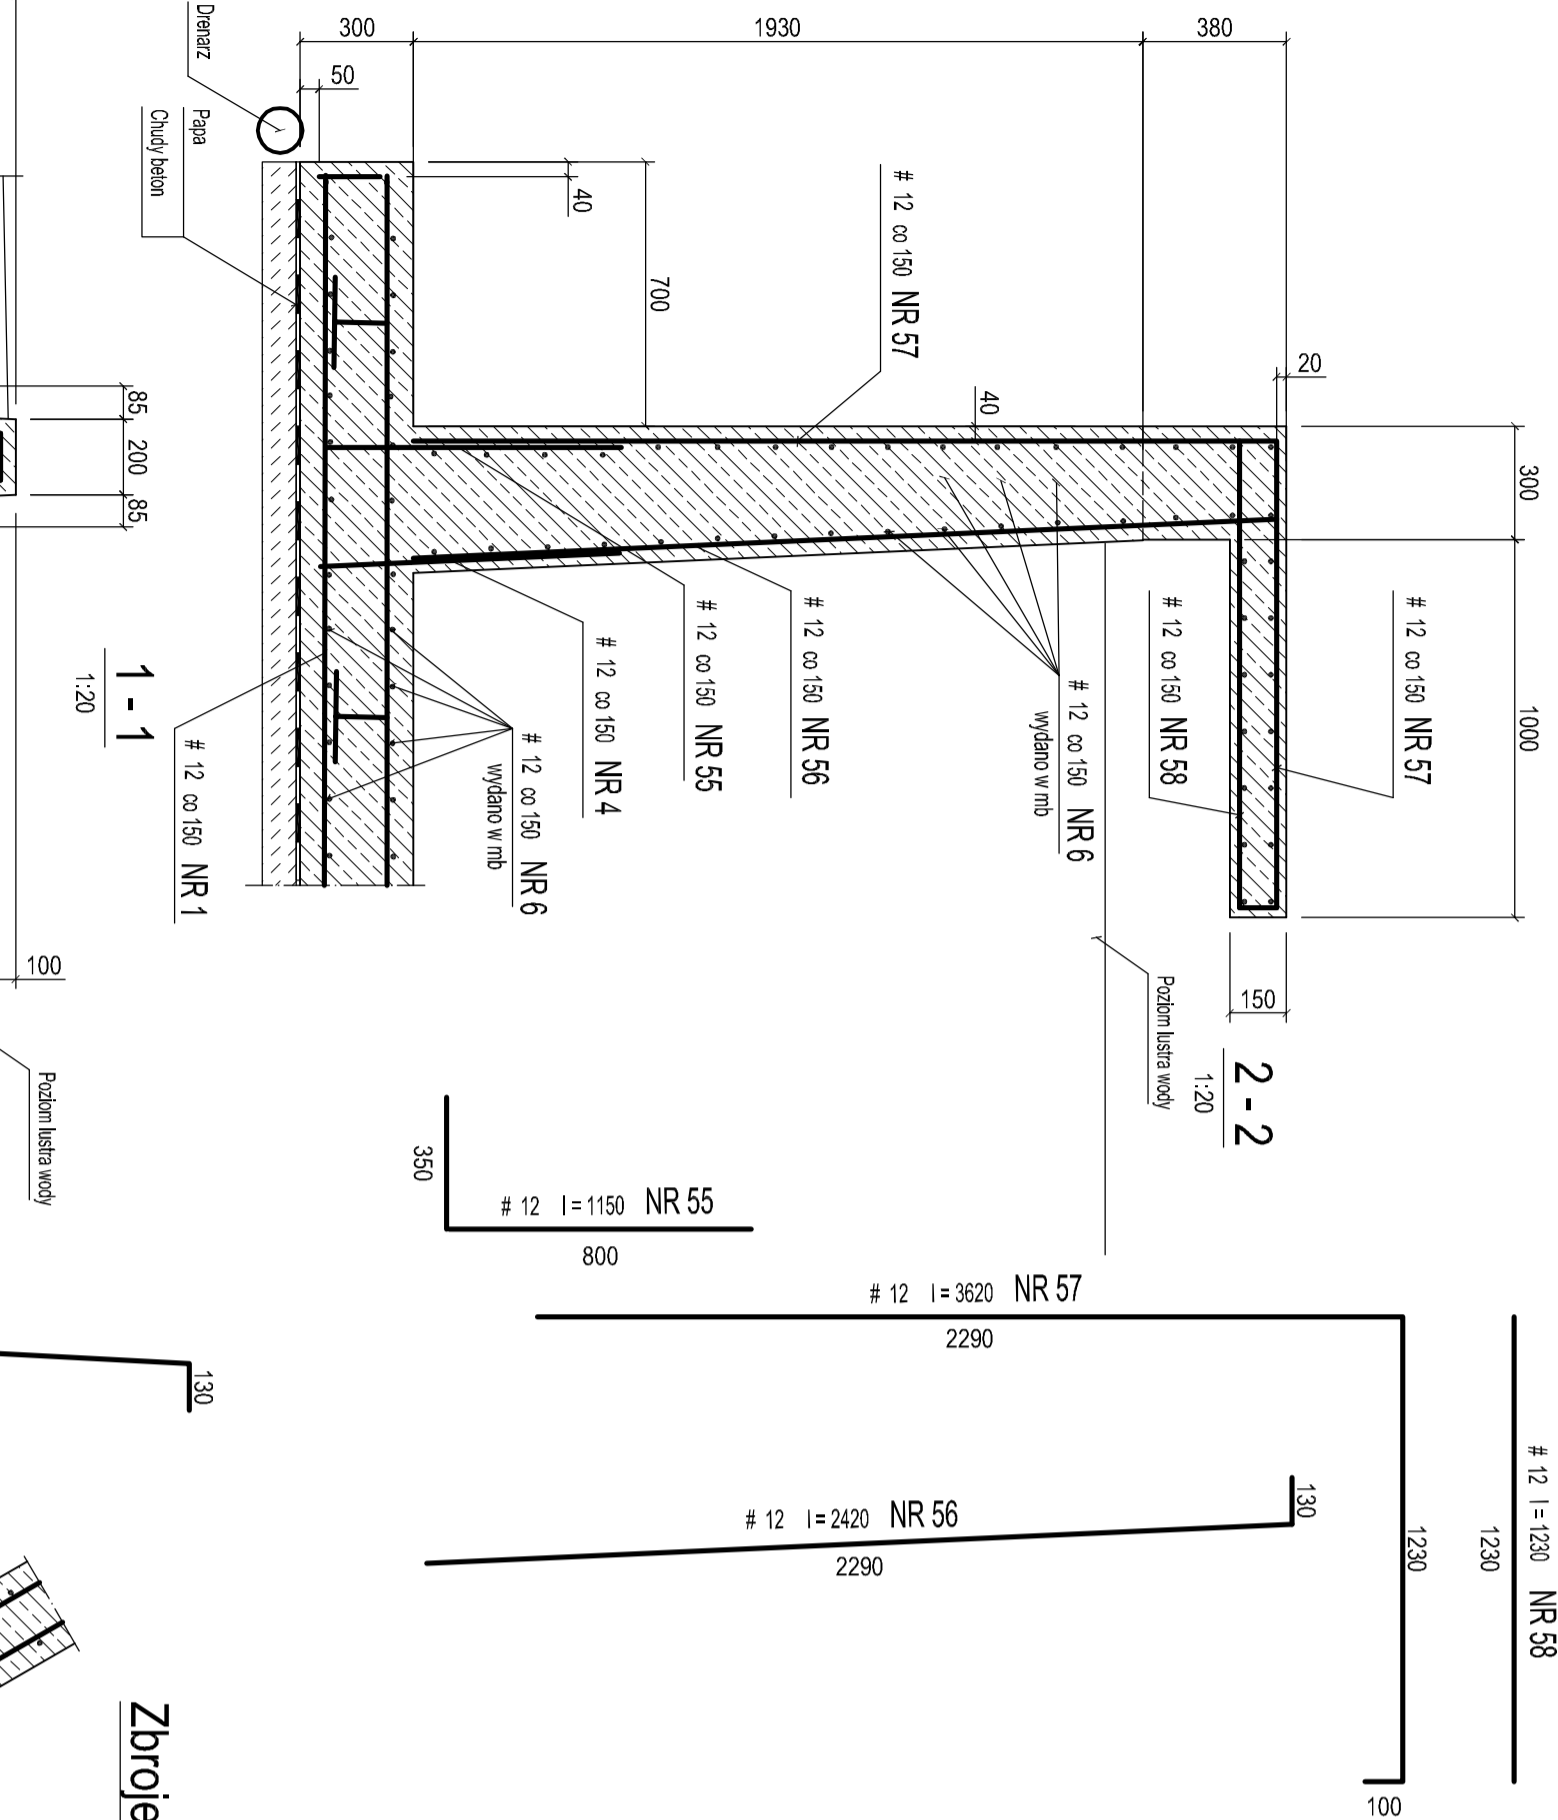 300
1930
380
50
20
Drenarz
Papa
Chudy beton
40
700
40
# 12 co 150 NR 57
300
1000
85
200
85
# 12 co 150 NR 57
# 12 co 150 NR 58
# 12 co 150 NR 6
wydano w mb
# 12 co 150 NR 56
# 12 co 150 NR 55
# 12 co 150 NR 4
# 12 co 150 NR 6
wydano w mb
# 12 co 150 NR 1
1 - 1
1:20
100
150
Poziom lustra wody
2 - 2
1:20
Poziom lustra wody
350
# 12 l = 1150 NR 55
800
# 12 l = 3620 NR 57
2290
1230
100
# 12 l = 1230 NR 58
1230
130
# 12 l = 2420 NR 56
2290
130
Zbroje